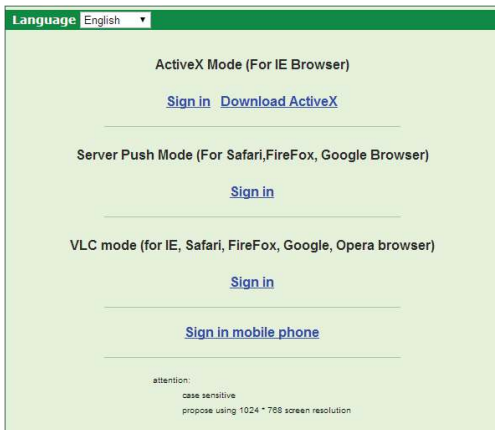 Language English
ActiveX Mode (For IE Browser)
Sign in Download ActiveX
Server Push Mode (For Safari,FireFox, Google Browser)
Sign in
VLC mode (for IE, Safari, FireFox, Google, Opera browser)
Sign in
Sign in mobile phone
attention:
case sensitive
propose using 1024 * 768 screen resolution